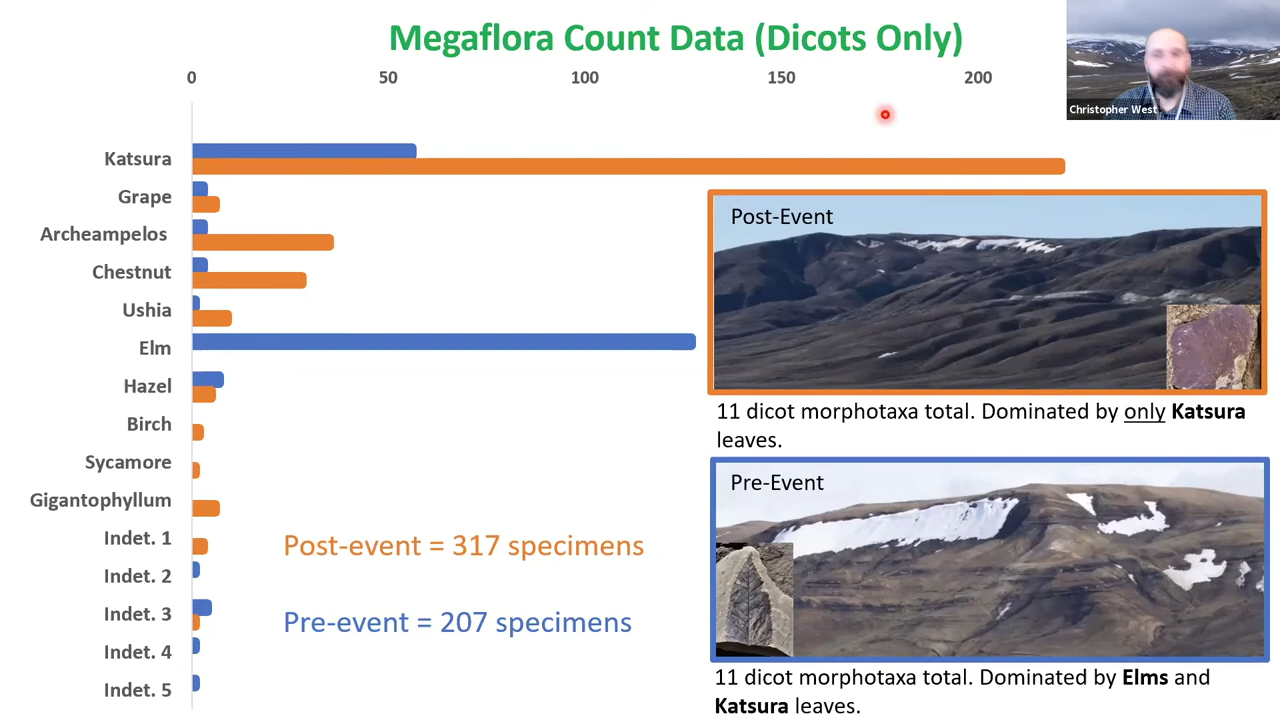 Megaflora Count Data (Dicots Only)
0 50 100 150 200
Christopher West
Katsura
Grape
Archeampelos
Chestnut
Ushia
Elm
Hazel
Birch
Sycamore
Gigantophyllum
Indet. 1
Indet. 2
Indet. 3
Indet. 4
Indet. 5
Post-event = 317 specimens
Pre-event = 207 specimens
Post-Event
11 dicot morphotaxa total. Dominated by only Katsura
leaves.
Pre-Event
11 dicot morphotaxa total. Dominated by Elms and
Katsura leaves.